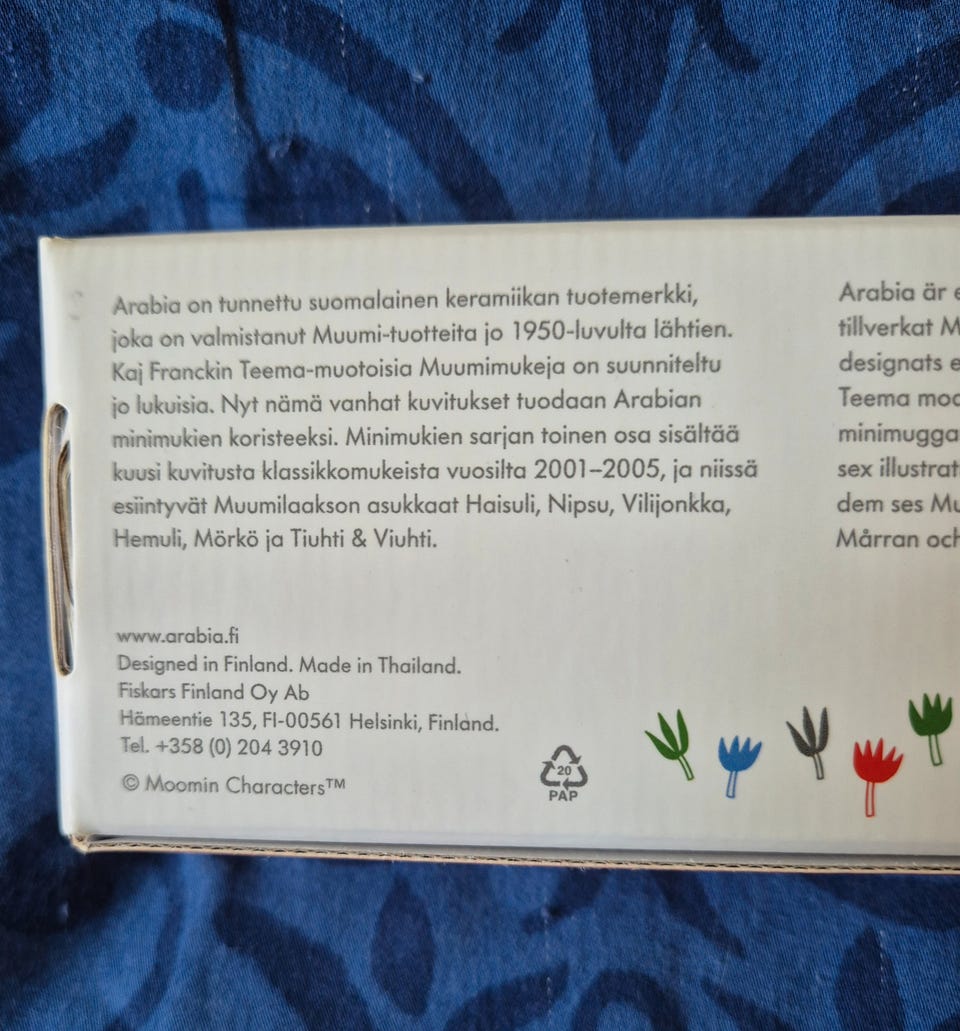 Arabia on tunnettu suomalainen keramiikan tuotemerkki,
joka on valmistanut Muumi-tuotteita jo 1950-luvulta lähtien.
Kaj Franckin Teema-muotoisia Muumimukeja on suunniteltu
jo lukuisia. Nyt nämä vanhat kuvitukset tuodaan Arabian
minimukien koristeeksi. Minimukien sarjan toinen osa sisältää
kuusi kuvitusta klassikkomukeista vuosilta 2001–2005, ja niissä
esiintyvät Muumilaakson asukkaat Haisuli, Nipsu, Vilijonkka,
Hemuli, Mörkö ja Tiuhti & Viuhti.
www.arabia.fi
Designed in Finland. Made in Thailand.
Fiskars Finland Oy Ab
Hämeentie 135, FI-00561 Helsinki, Finland.
Tel. +358 (0) 204 3910
© Moomin Characters™
20
PAP
Arabia är
tillverkat
designats
Teema
dem ses
Mårran och